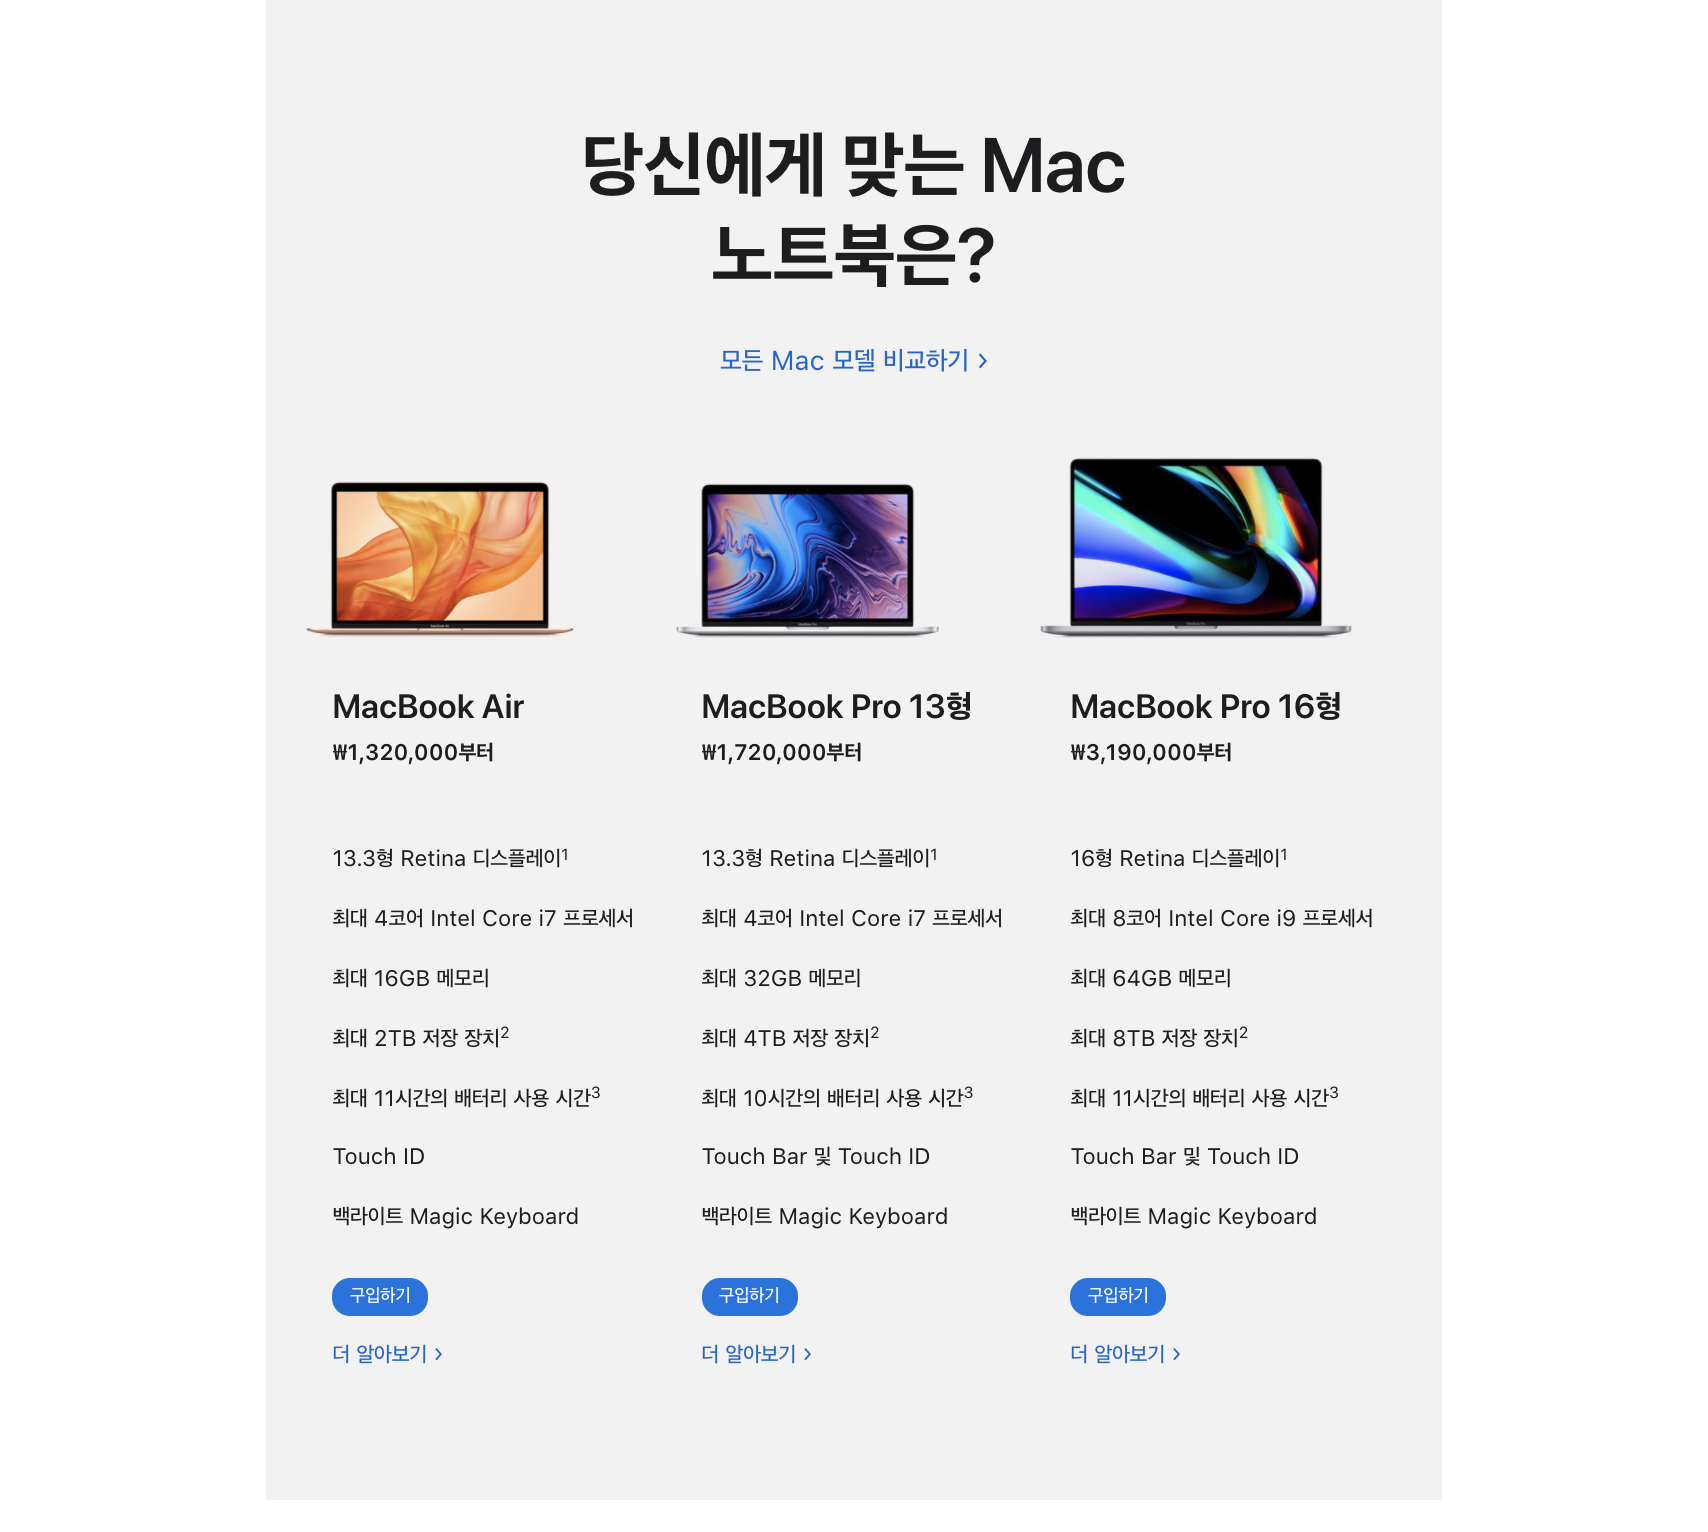 당신에게 맞는 Mac
노트북은?
모든 Mac 모델 비교하기 >
MacBook Air
₩1,320,000부터
13.3형 Retina 디스플레이1
최대 4코어 Intel Core i7 프로세서
최대 16GB 메모리
최대 2TB 저장 장치2
최대 11시간의 배터리 사용 시간3
Touch ID
백라이트 Magic Keyboard
구입하기
더 알아보기 >
MacBook Pro 13형
₩1,720,000부터
13.3형 Retina 디스플레이1
최대 4코어 Intel Core i7 프로세서
최대 32GB 메모리
최대 4TB 저장 장치2
최대 10시간의 배터리 사용 시간3
Touch Bar 및 Touch ID
백라이트 Magic Keyboard
구입하기
더 알아보기 >
MacBook Pro 16형
₩3,190,000부터
16형 Retina 디스플레이1
최대 8코어 Intel Core i9 프로세서
최대 64GB 메모리
최대 8TB 저장 장치2
최대 11시간의 배터리 사용 시간3
Touch Bar 및 Touch ID
백라이트 Magic Keyboard
구입하기
더 알아보기 >